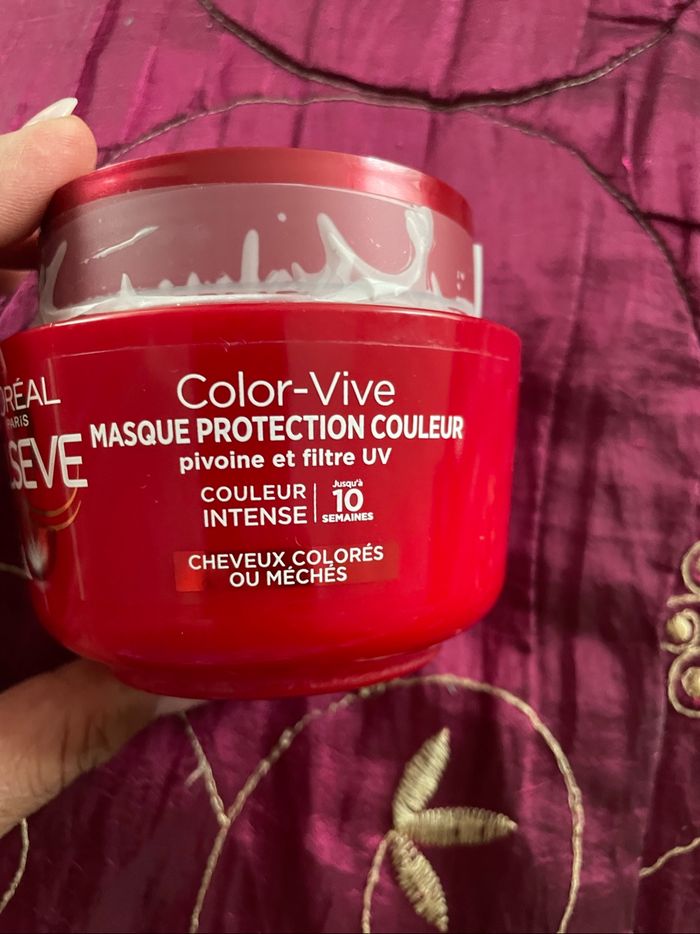 ORÉAL
PARIS
SEVE
Color-Vive
MASQUE PROTECTION COULEUR
pivoine et filtre UV
COULEUR
INTENSE
Jusqu'à
10
SEMAINES
CHEVEUX COLORÉS
OU MÉCHÉS